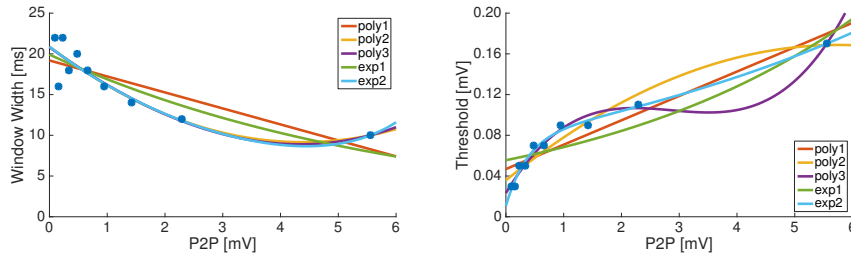 25
20
15
10
5
0
Window Width [ms]
0 1 2 3 4 5 6
P2P [mV]
poly1
poly2
poly3
exp1
exp2
0.20
0.16
0.12
0.08
0.04
0.00
Threshold [mV]
0 1 2 3 4 5 6
P2P [mV]
poly1
poly2
poly3
exp1
exp2